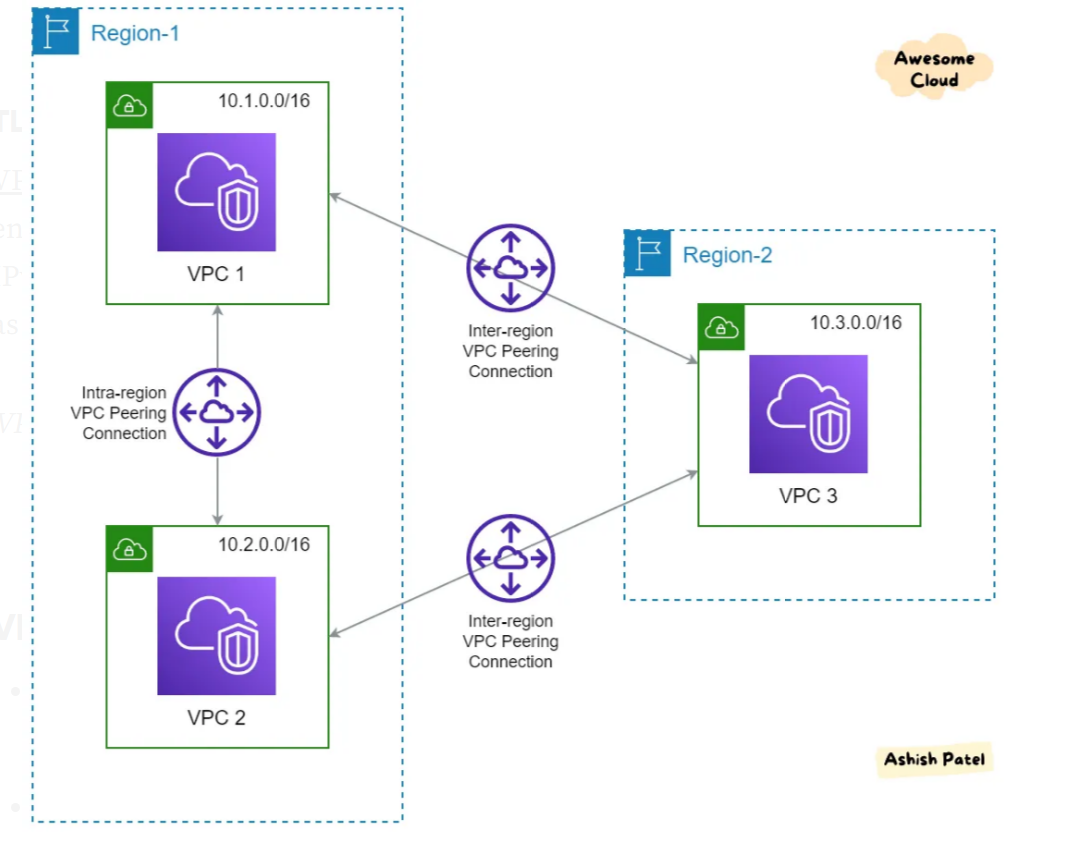 Region-1
10.1.0.0/16
VPC 1
Intra-region
VPC Peering
Connection
10.2.0.0/16
VPC 2
Inter-region
VPC Peering
Connection
Inter-region
VPC Peering
Connection
Awesome
Cloud
Region-2
10.3.0.0/16
VPC 3
Ashish Patel